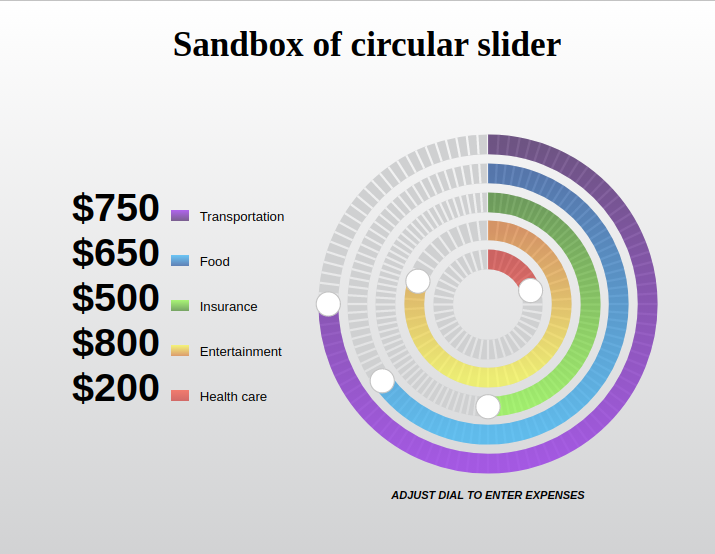 Sandbox of circular slider
$750 Transportation
$650 Food
$500 Insurance
$800 Entertainment
$200 Health care
ADJUST DIAL TO ENTER EXPENSES